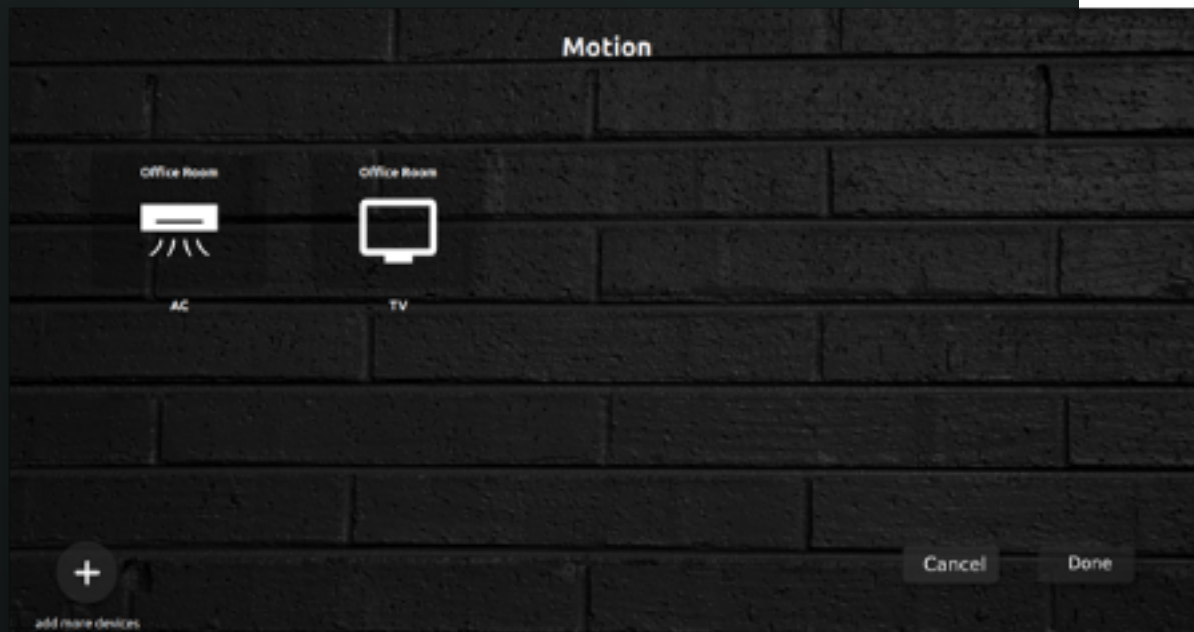 Motion
Office Room
Office Room
AC
TV
Cancel
Done
add more devices